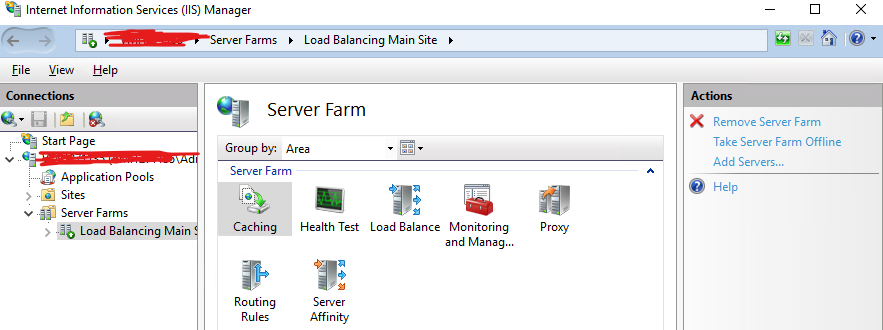 Internet Information Services (IIS) Manager
Server Farms Load Balancing Main Site
File View Help
Connections
Start Page
Application Pools
Sites
Server Farms
Load Balancing Main S
Server Farm
Group by: Area
Server Farm
Caching Health Test Load Balance Monitoring and Manag... Proxy
Routing Rules Server Affinity
Actions
Remove Server Farm
Take Server Farm Offline
Add Servers...
Help